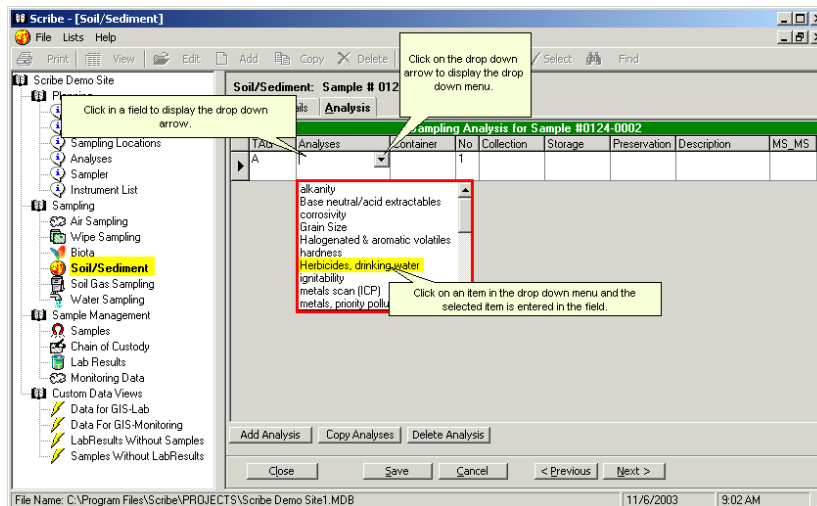 Scribe - [Soil/Sediment]
File Lists Help
Print View Edit Add Copy Delete Select Find
Click on the drop down
arrow to display the drop
down menu.
Scribe Demo Site
Click in a field to display the drop down
arrow.
Sampling Locations
Analyses
Sampler
Instrument List
Sampling
Air Sampling
Wipe Sampling
Biota
Soil/Sediment
Soil Gas Sampling
Water Sampling
Sample Management
Samples
Chain of Custody
Lab Results
Monitoring Data
Custom Data Views
Data for GIS-Lab
Data For GIS-Monitoring
LabResults Without Samples
Samples Without LabResults
Soil/Sediment: Sample # 012
Analysis
Sampling Analysis for Sample #0124-0002
TAG Analyses Container No Collection Storage Preservation Description MS_MS
A 1
alkanity
Base neutral/acid extractables
corrosivity
Grain Size
Halogenated & aromatic volatiles
hardness
Herbicides, drinking water
ignitability
metals scan (ICP)
metals, priority pollu
Click on an item in the drop down menu and the
selected item is entered in the field.
Add Analysis Copy Analyses Delete Analysis
Close Save Cancel < Previous Next >
File Name: C:\Program Files\Scribe\PROJECTS\Scribe Demo Site1.MDB 11/6/2003 9:02 AM